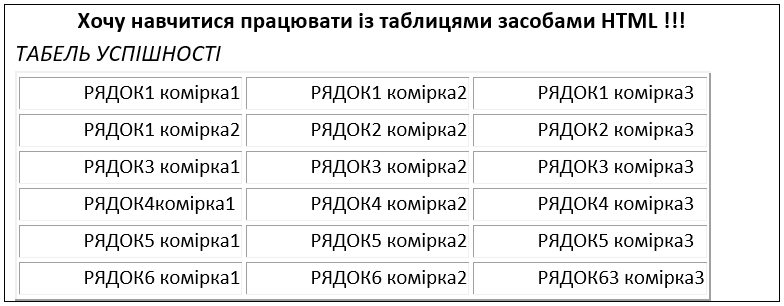 Хочу навчитися працювати із таблицями засобами HTML !!!
ТАБЕЛЬ УСПІШНОСТІ
РЯДОК1 комірка1 РЯДОК1 комірка2 РЯДОК1 комірка3
РЯДОК1 комірка2 РЯДОК2 комірка2 РЯДОК2 комірка3
РЯДОК3 комірка1 РЯДОК3 комірка2 РЯДОК3 комірка3
РЯДОК4комірка1 РЯДОК4 комірка2 РЯДОК4 комірка3
РЯДОК5 комірка1 РЯДОК5 комірка2 РЯДОК5 комірка3
РЯДОК6 комірка1 РЯДОК6 комірка2 РЯДОК63 комірка3